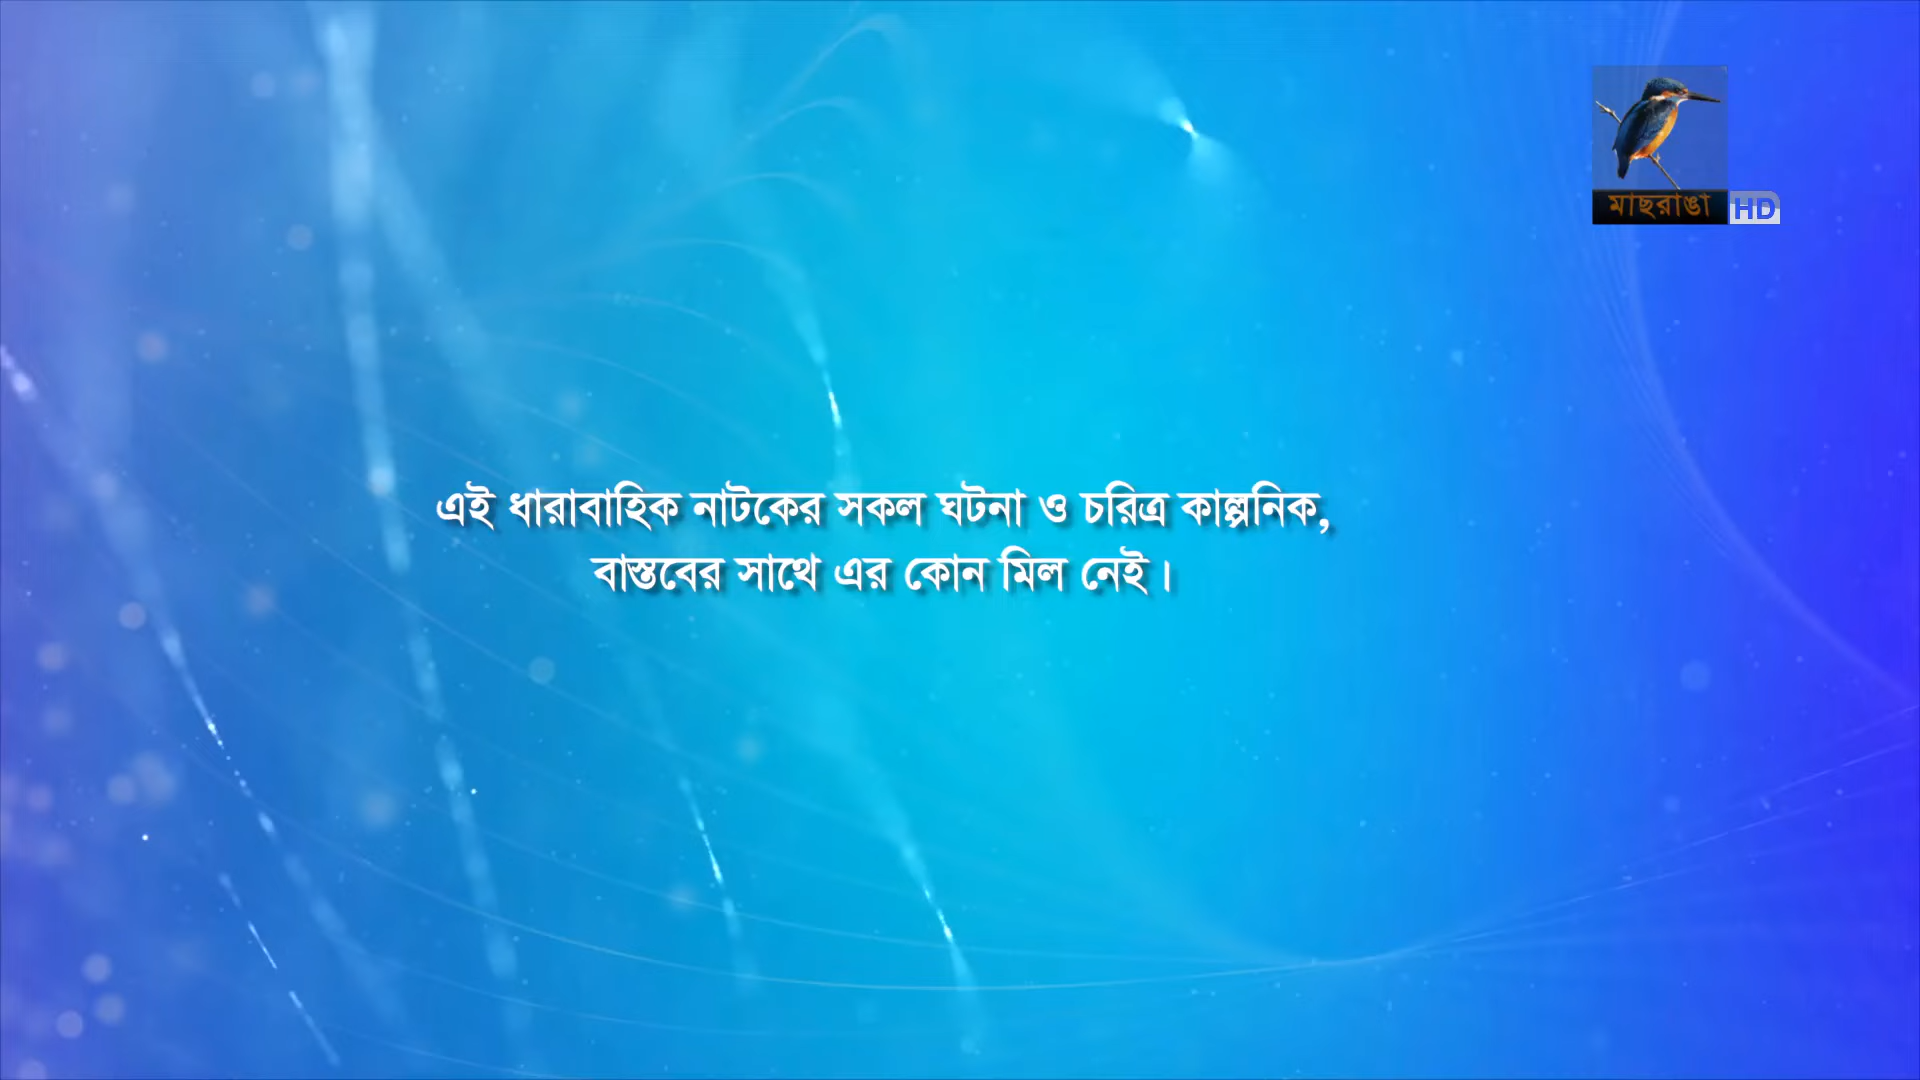 মাছরাঙা HD
এই ধারাবাহিক নাটকের সকল ঘটনা ও চরিত্র কাল্পনিক,
বাস্তবের সাথে এর কোন মিল নেই।